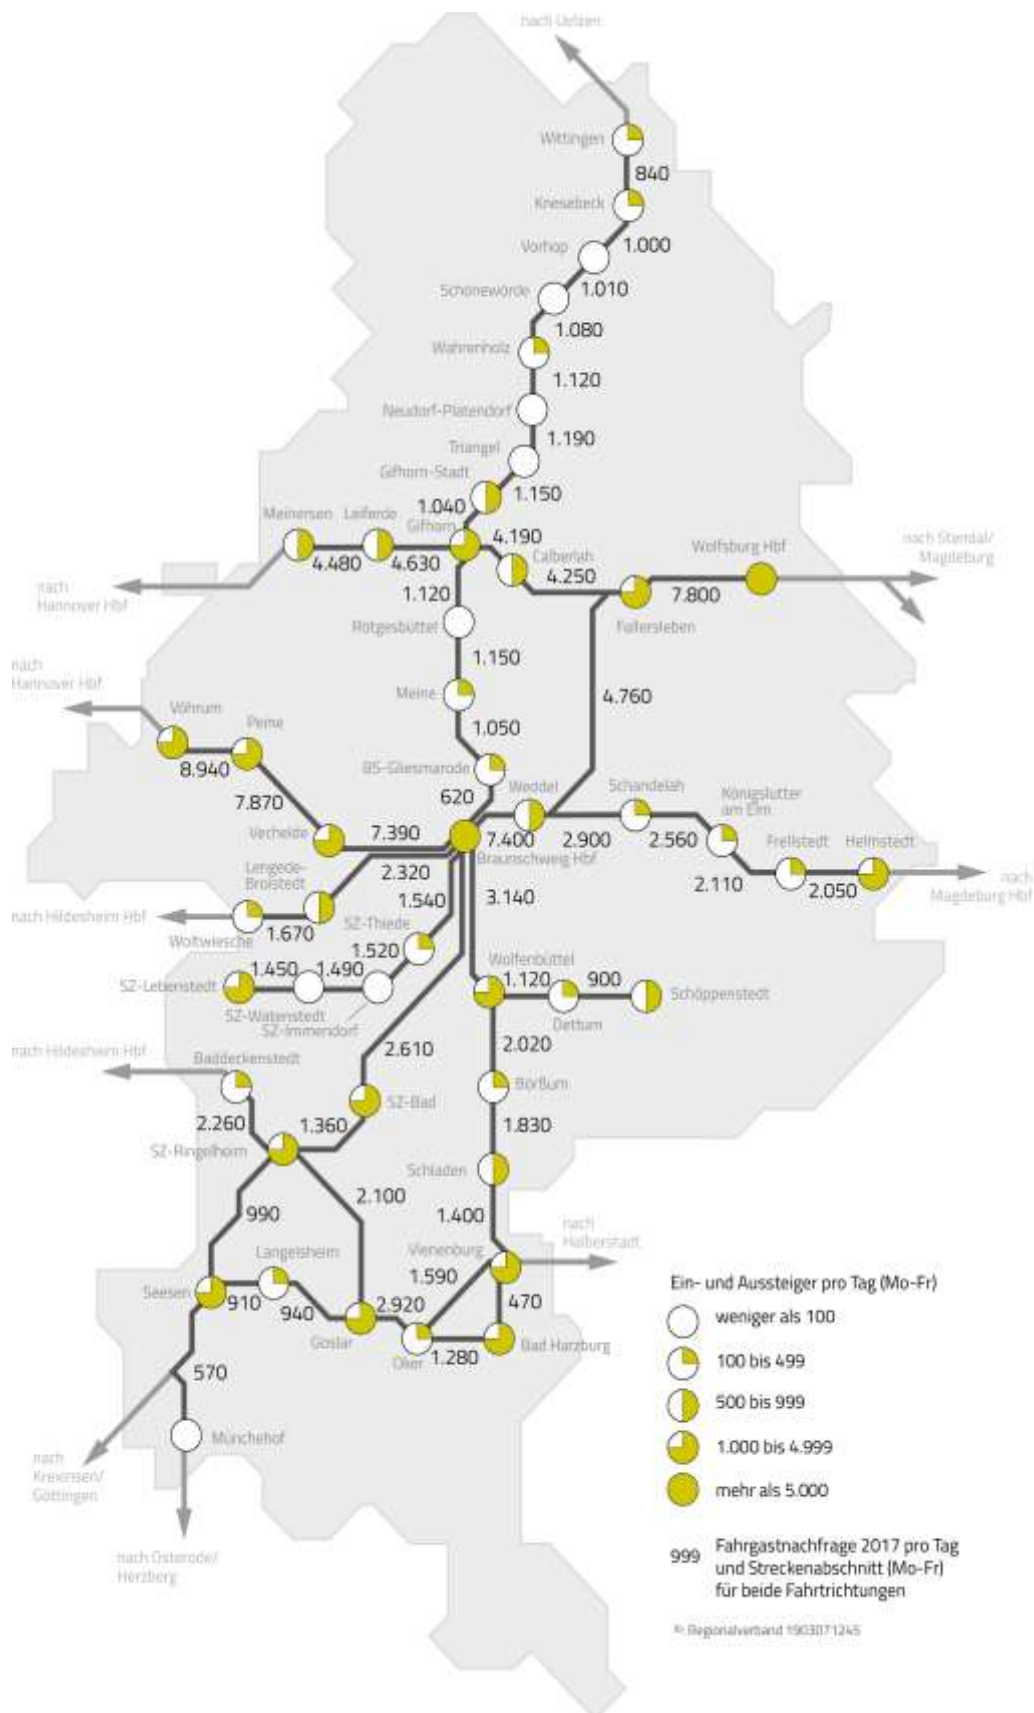 nach Uelzen
Wittingen
840
Knesebeck
1.000
Vorhop
1.010
Schönewörde
1.080
Wahrenholz
1.120
Neudorf-Platendorf
1.190
Triangel
Gifhorn-Stadt
1.150
1.040
Meinersen
Leiferde
Gifhorn
4.190
4.480
4.630
Calberlah
4.250
Wolfsburg Hbf
nach Stendal/
Magdeburg
7.800
Fallersleben
nach
Hannover Hbf
1.120
Rötgesbüttel
1.150
4.760
nach
Hannover Hbf
Meine
1.050
Vöhrum
Peine
8.940
BS-Gliesmarode
620
7.870
Weddel
Schandelah
Königslutter
am Elm
Vechelde
7.390
7.400
2.900
2.560
Frellstedt
Helmstedt
Braunschweig Hbf
2.110
2.050
nach
Magdeburg Hbf
Lengede-
Broistedt
2.320
1.540
3.140
nach Hildesheim Hbf
Woltwiesche
1.670
SZ-Thiede
1.520
1.450
1.490
SZ-Lebenstedt
SZ-Watenstedt
SZ-Immendorf
Wolfenbüttel
1.120
900
Schöppenstedt
Dettum
2.610
2.020
nach Hildesheim Hbf
Baddeckenstedt
Börßum
SZ-Bad
2.260
1.360
1.830
SZ-Ringelheim
Schladen
2.100
990
1.400
nach
Halberstadt
Langelsheim
Vienenburg
1.590
Seesen
910
940
2.920
470
Goslar
Oker
1.280
Bad Harzburg
570
Münchehof
nach
Kreiensen/
Göttingen
nach Osterode/
Herzberg
Ein- und Aussteiger pro Tag (Mo-Fr)
weniger als 100
100 bis 499
500 bis 999
1.000 bis 4.999
mehr als 5.000
999 Fahrgastnachfrage 2017 pro Tag
und Streckenabschnitt (Mo-Fr)
für beide Fahrtrichtungen
© Regionalverband 1903071245